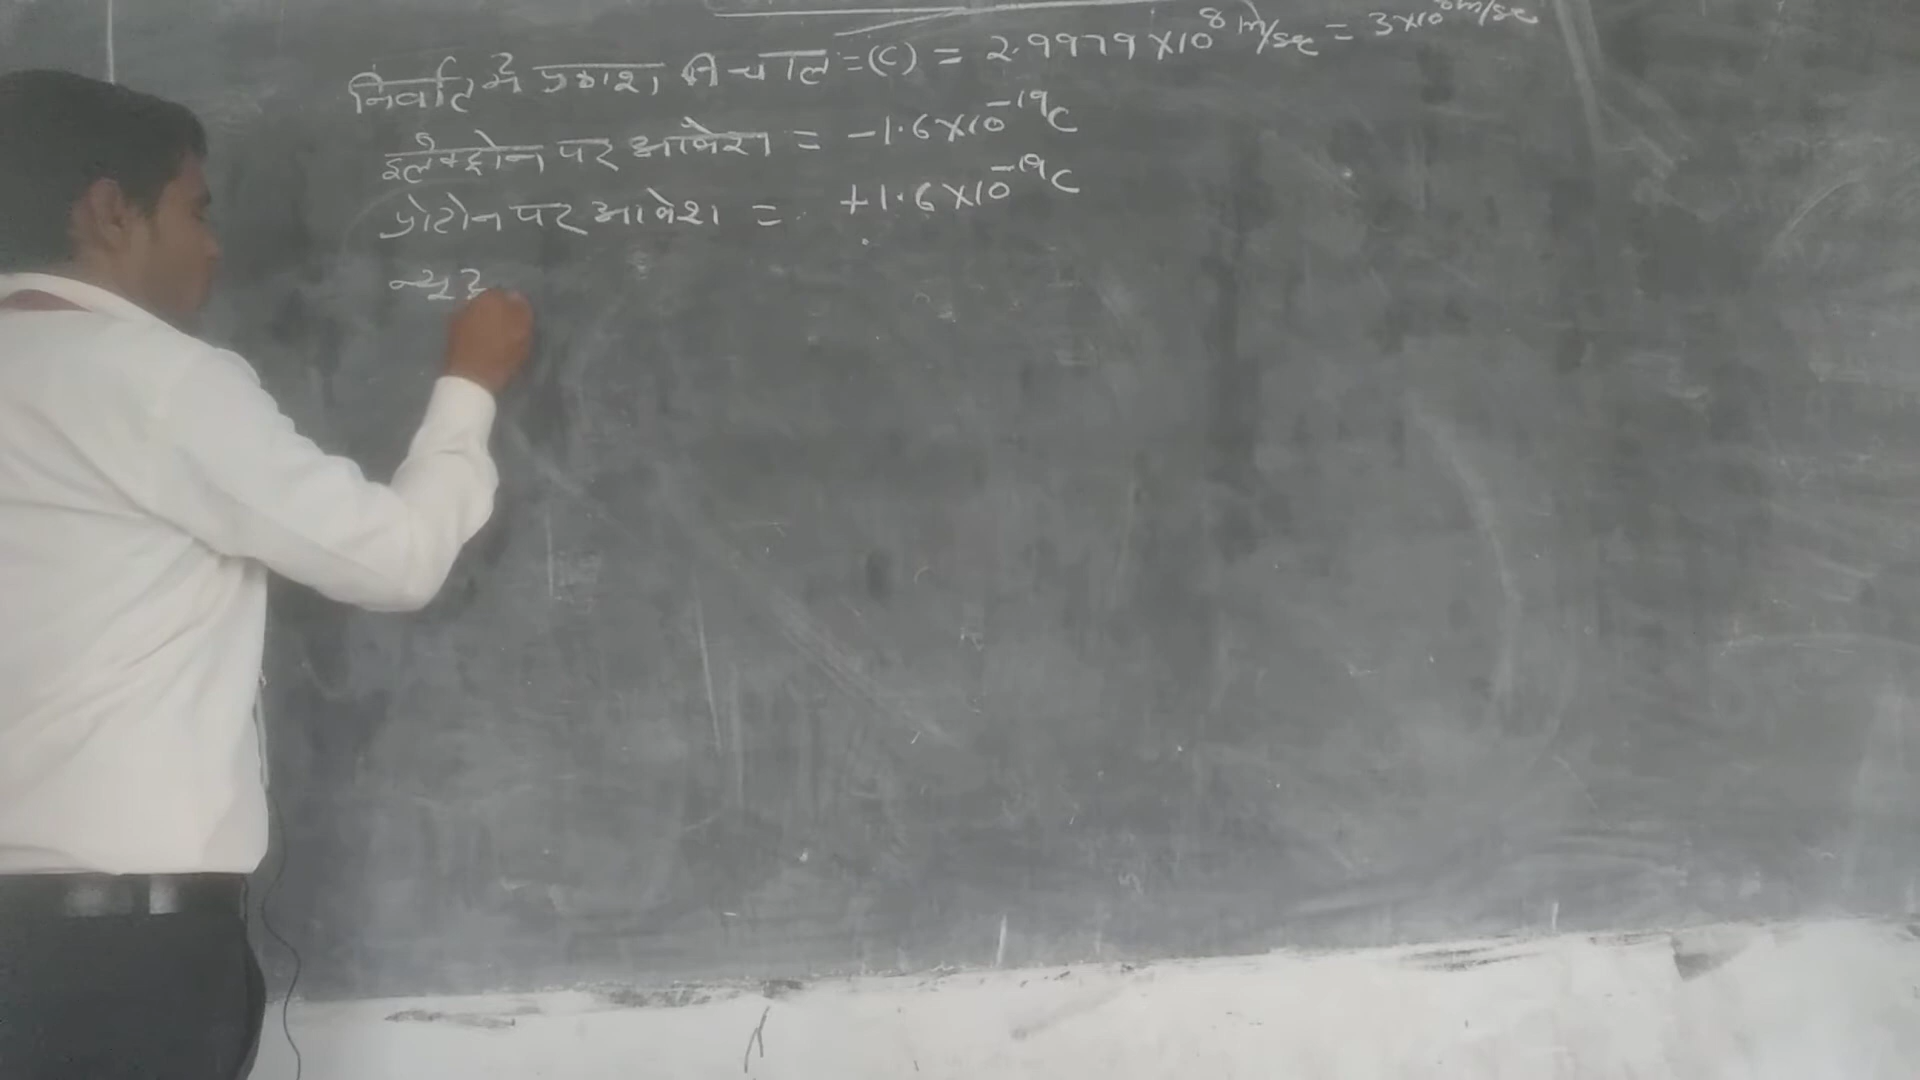 निर्वात में प्रकाश की चाल =(C) = 2.9979 ×10⁸ m/sec = 3×10⁸ m/sec
इलेक्ट्रोन पर आवेश = -1.6×10⁻¹⁹C
प्रोटोन पर आवेश = +1.6×10⁻¹⁹C
न्यूट्र